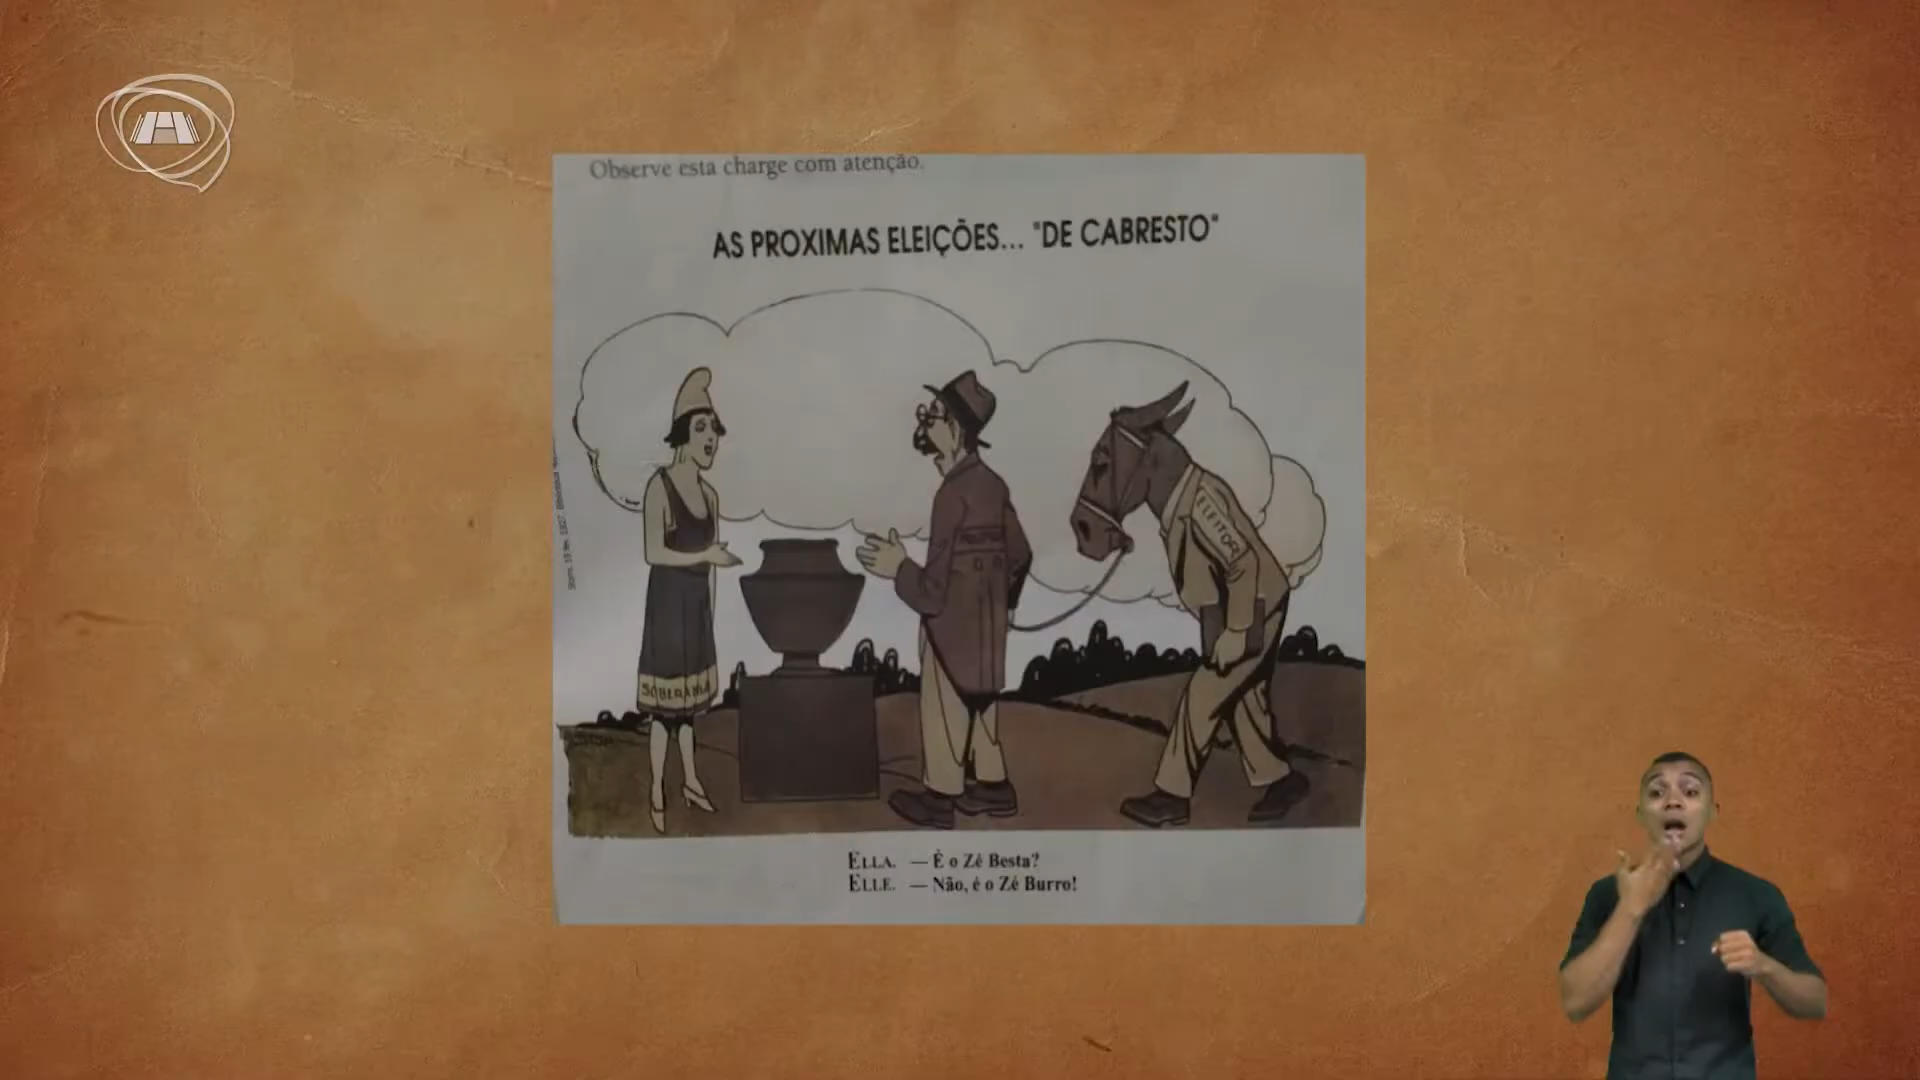 Observe esta charge com atenção.
AS PROXIMAS ELEIÇÕES... "DE CABRESTO"
ELEITOR
SOBERANIA
ELLA. — É o Zé Besta?
ELLE. — Não, é o Zé Burro!